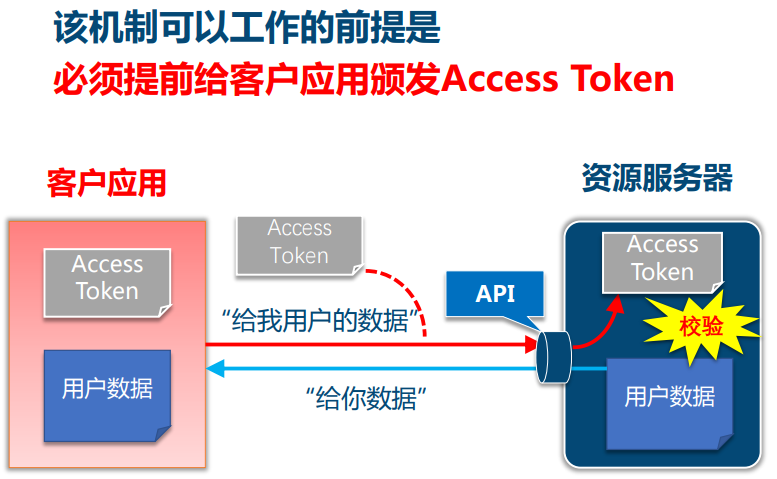 该机制可以工作的前提是
必须提前给客户应用颁发Access Token
客户应用
资源服务器
Access
Token
Access
Token
Access
Token
API
校验
“给我用户的数据”
用户数据
“给你数据”
用户数据